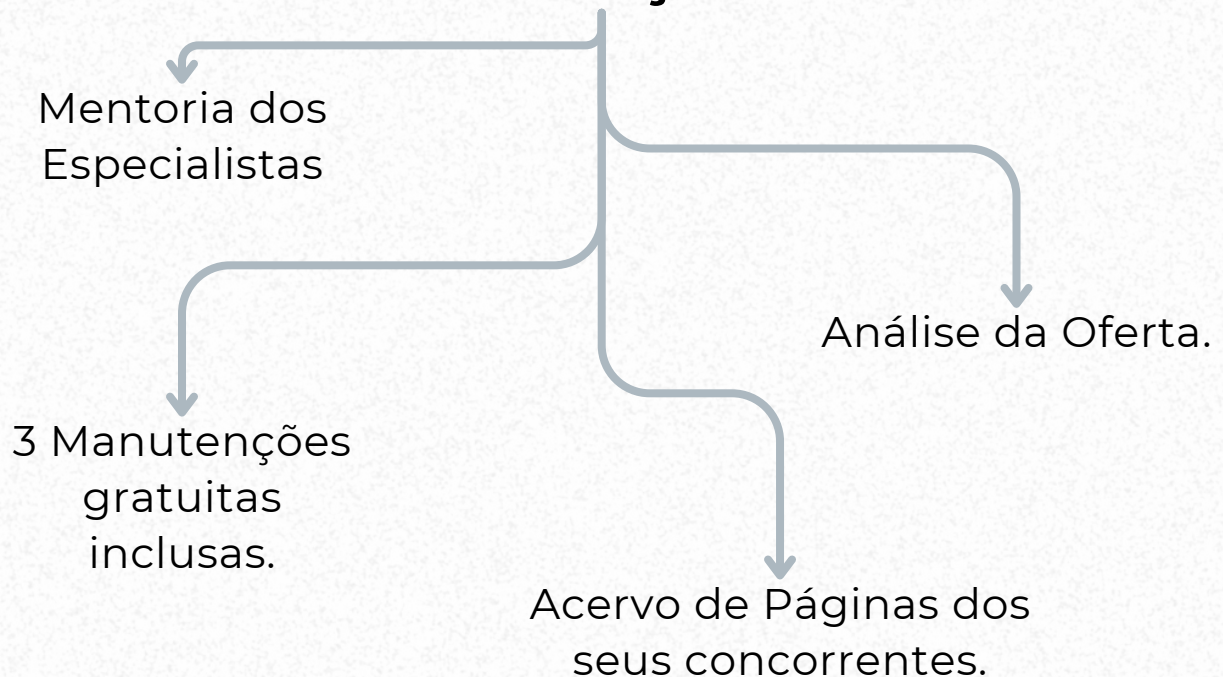 Mentoria dos
Especialistas
Análise da Oferta.
3 Manutenções
gratuitas
inclusas.
Acervo de Páginas dos
seus concorrentes.